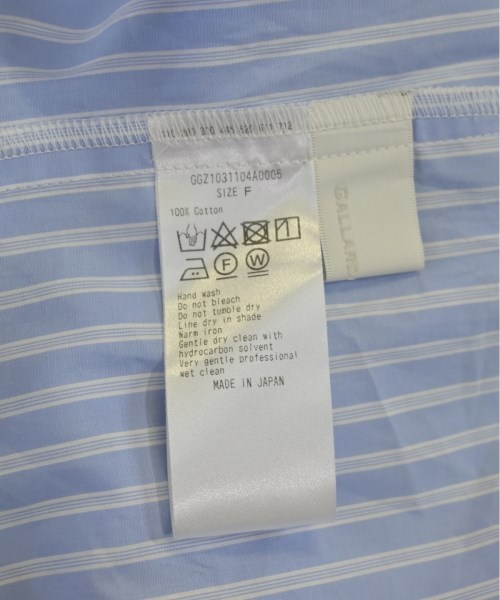 GGZ1031104A0005
SIZE F
100% Cotton
F
W
Hand wash
Do not bleach
Do not tumble dry
Line dry in shade
Warm iron
Gentle dry clean with
hydrocarbon solvent
Very gentle professional
wet clean
MADE IN JAPAN